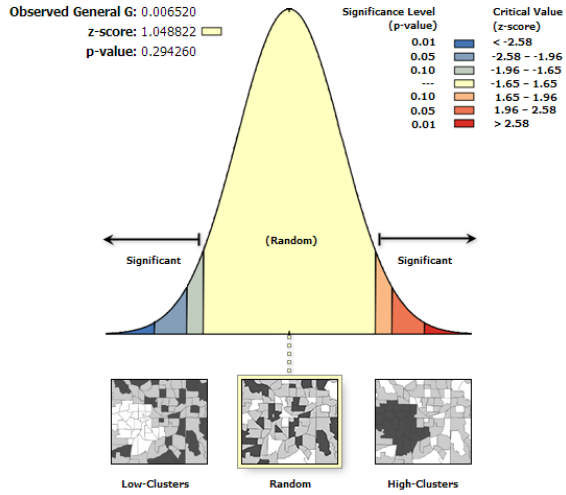 Observed General G: 0.006520
z-score: 1.048822
p-value: 0.294260
Significance Level
(p-value)
Critical Value
(z-score)
0.01 < -2.58
0.05 -2.58 – -1.96
0.10 -1.96 – -1.65
--- -1.65 – 1.65
0.10 1.65 – 1.96
0.05 1.96 – 2.58
0.01 > 2.58
(Random)
Significant Significant
Low-Clusters Random High-Clusters